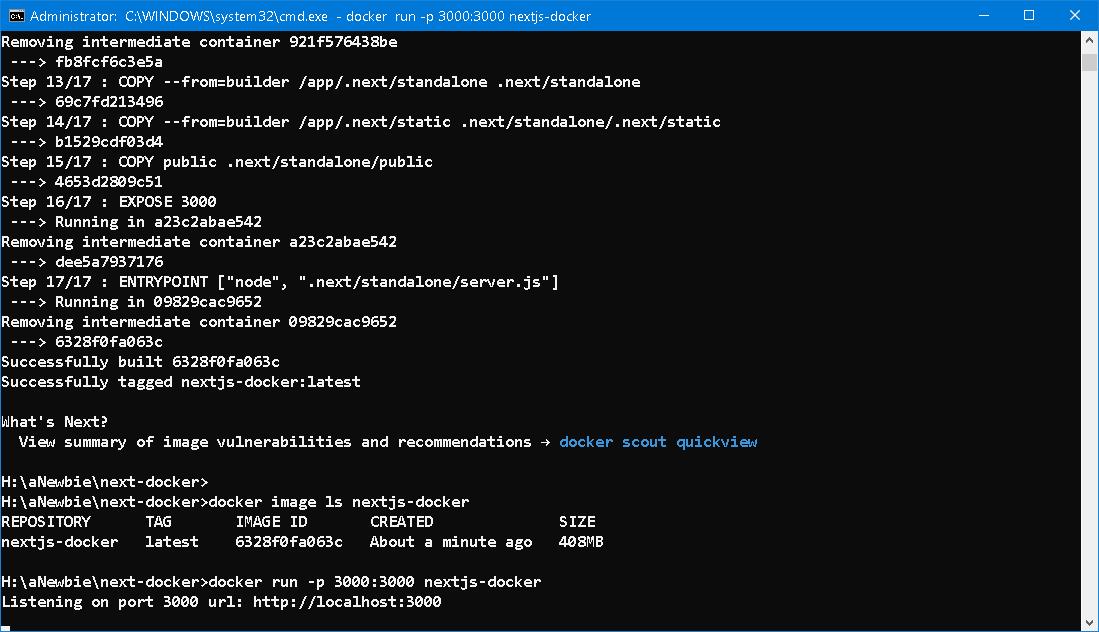 Administrator: C:\WINDOWS\system32\cmd.exe - docker run -p 3000:3000 nextjs-docker
Removing intermediate container 921f576438be
---> fb8fcf6c3e5a
Step 13/17 : COPY --from=builder /app/.next/standalone .next/standalone
---> 69c7fd213496
Step 14/17 : COPY --from=builder /app/.next/static .next/standalone/.next/static
---> b1529cdf03d4
Step 15/17 : COPY public .next/standalone/public
---> 4653d2809c51
Step 16/17 : EXPOSE 3000
---> Running in a23c2abae542
Removing intermediate container a23c2abae542
---> dee5a7937176
Step 17/17 : ENTRYPOINT ["node", ".next/standalone/server.js"]
---> Running in 09829cac9652
Removing intermediate container 09829cac9652
---> 6328f0fa063c
Successfully built 6328f0fa063c
Successfully tagged nextjs-docker:latest
What's Next?
View summary of image vulnerabilities and recommendations → docker scout quickview
H:\aNewbie\next-docker>
H:\aNewbie\next-docker>docker image ls nextjs-docker
REPOSITORY TAG IMAGE ID CREATED SIZE
nextjs-docker latest 6328f0fa063c About a minute ago 408MB
H:\aNewbie\next-docker>docker run -p 3000:3000 nextjs-docker
Listening on port 3000 url: http://localhost:3000